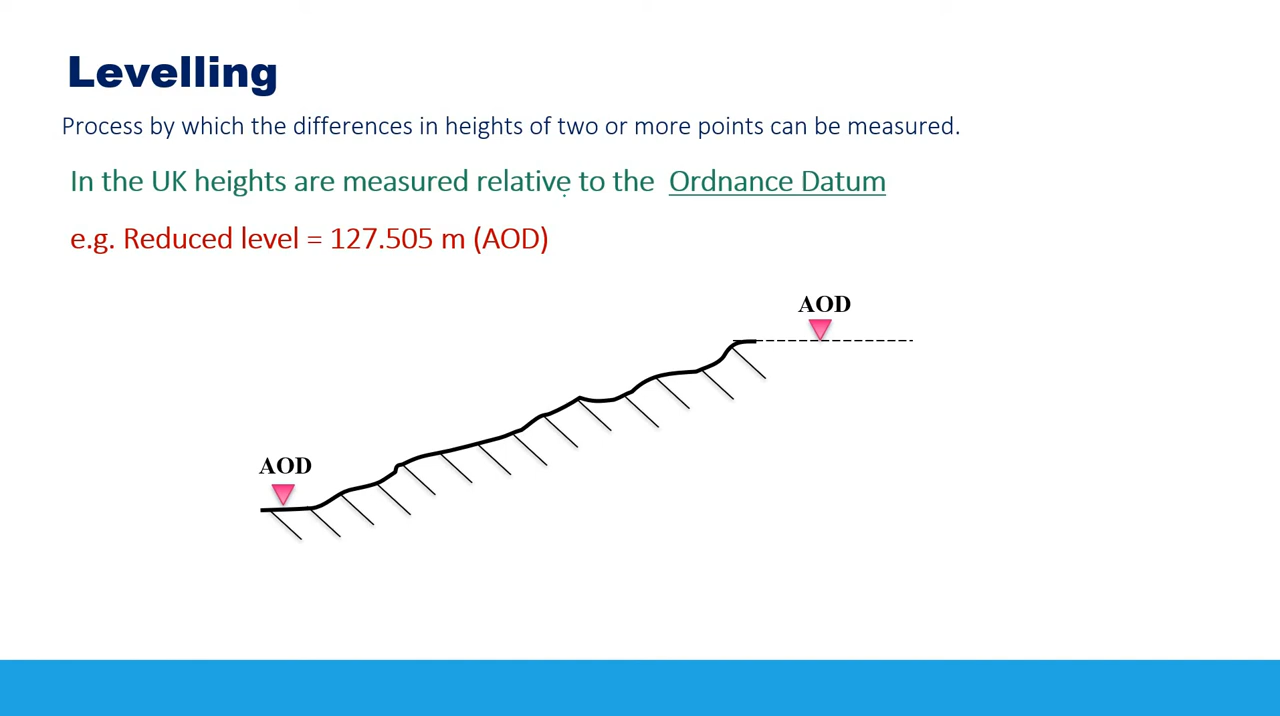 Levelling
Process by which the differences in heights of two or more points can be measured.
In the UK heights are measured relative to the Ordnance Datum
e.g. Reduced level = 127.505 m (AOD)
AOD
AOD